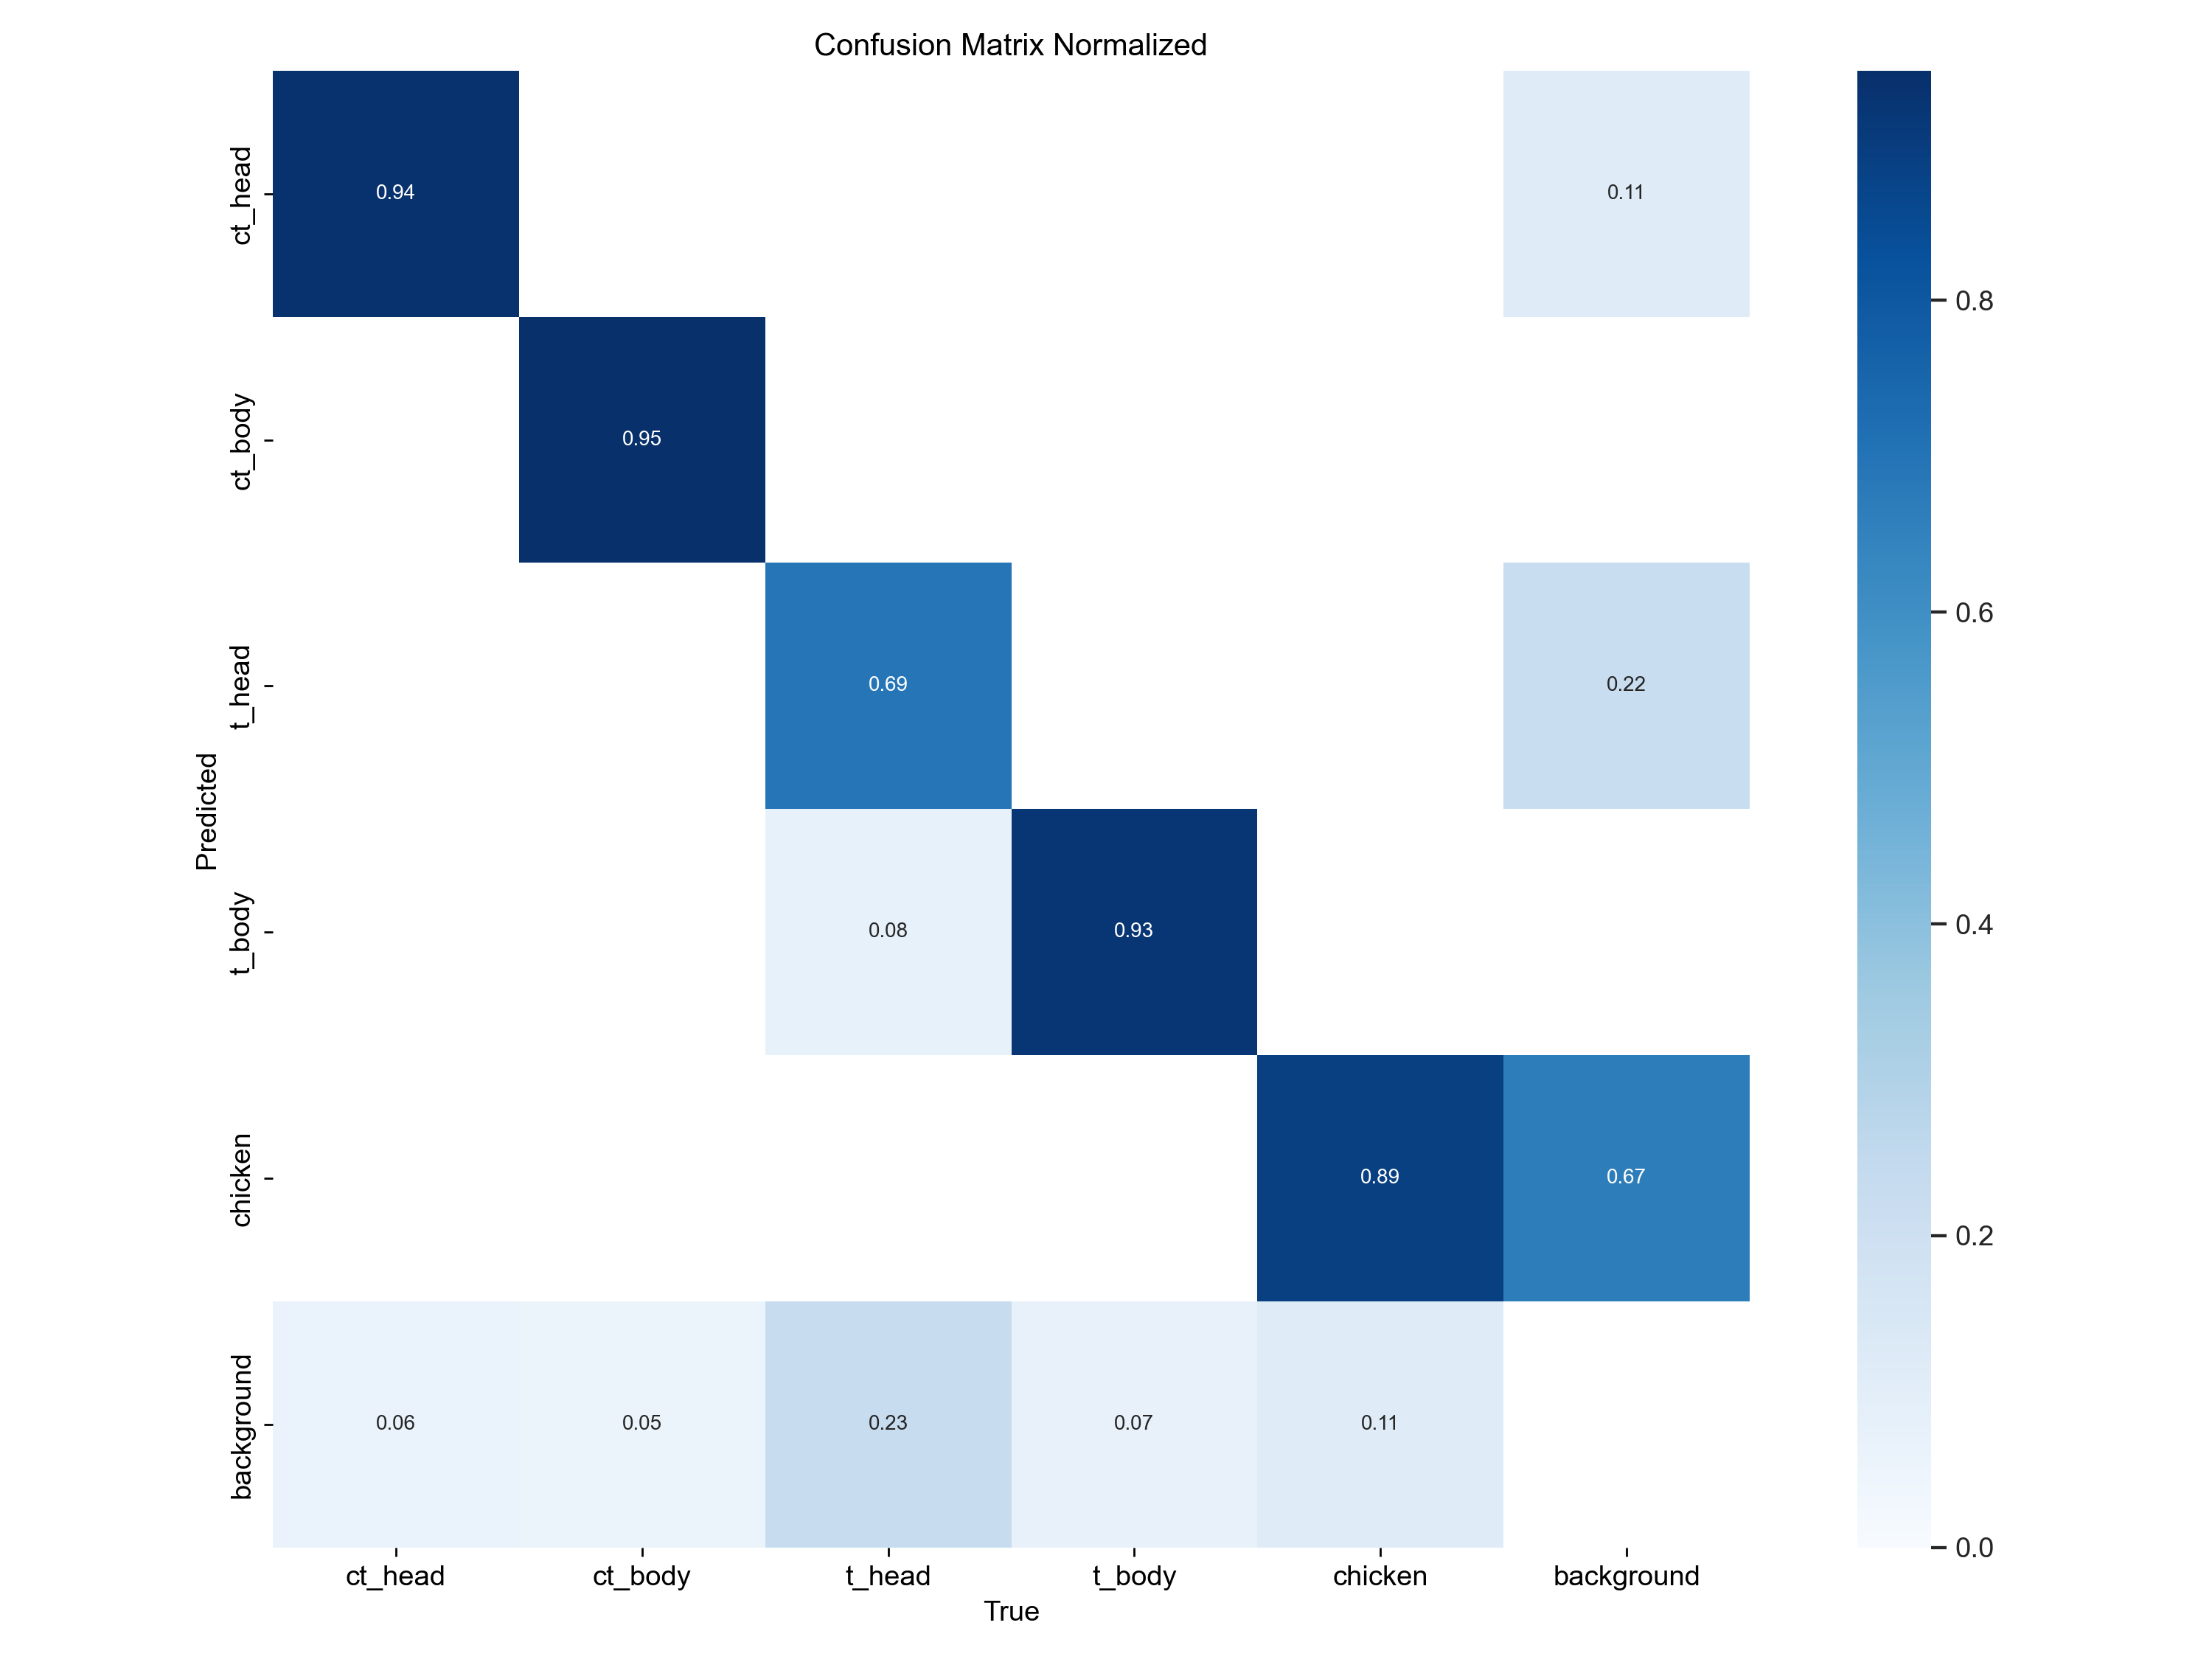 Confusion Matrix Normalized
ct_head
0.94
0.11
ct_body
0.95
t_head
0.69
0.22
t_body
0.08
0.93
chicken
0.89
0.67
background
0.06
0.05
0.23
0.07
0.11
Predicted
ct_head
ct_body
t_head
t_body
chicken
background
True
0.8
0.6
0.4
0.2
0.0